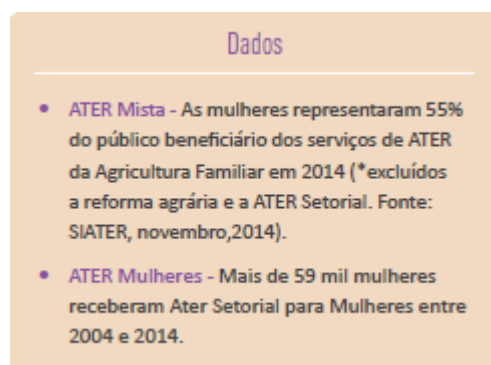 Dados
• ATER Mista - As mulheres representaram 55%
do público beneficiário dos serviços de ATER
da Agricultura Familiar em 2014 (*excluídos
a reforma agrária e a ATER Setorial. Fonte:
SIATER, novembro,2014).
• ATER Mulheres - Mais de 59 mil mulheres
receberam Ater Setorial para Mulheres entre
2004 e 2014.